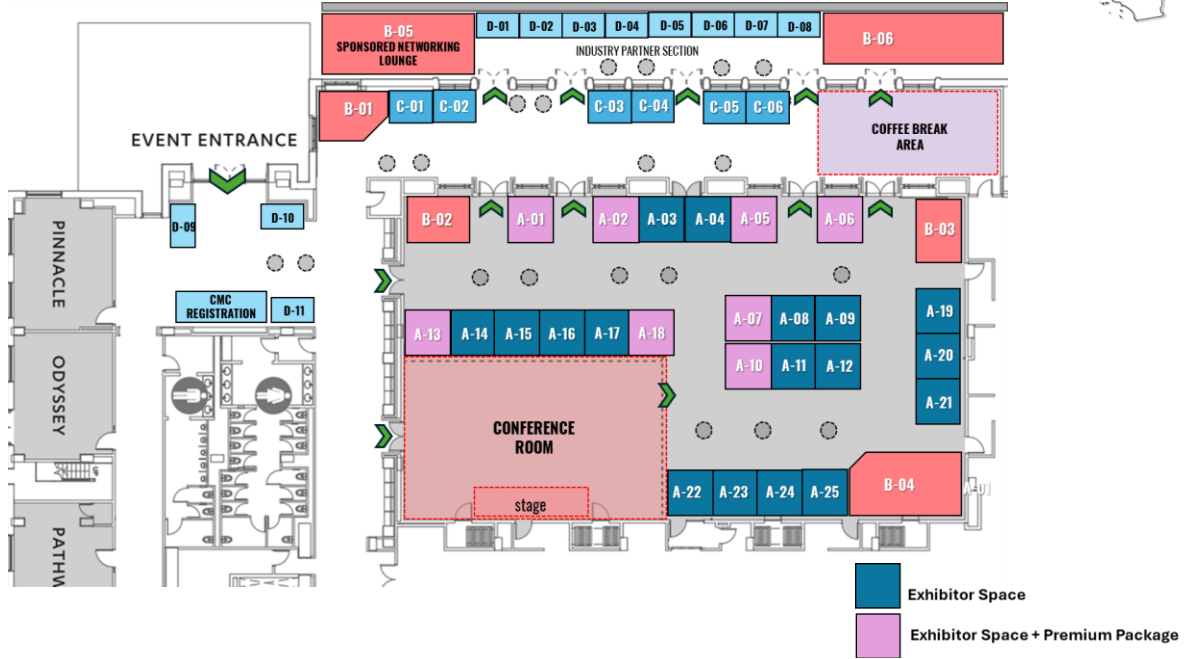 B-05
SPONSORED NETWORKING
LOUNGE
D-01
D-02
D-03
D-04
D-05
D-06
D-07
D-08
B-06
INDUSTRY PARTNER SECTION
B-01
C-01
C-02
C-03
C-04
C-05
C-06
COFFEE BREAK
AREA
EVENT ENTRANCE
D-09
D-10
CMC
REGISTRATION
D-11
PINNACLE
ODYSSEY
UP
PATHW
B-02
A-01
A-02
A-03
A-04
A-05
A-06
B-03
A-13
A-14
A-15
A-16
A-17
A-18
A-07
A-08
A-09
A-10
A-11
A-12
A-19
A-20
A-21
CONFERENCE
ROOM
stage
A-22
A-23
A-24
A-25
B-04
A-01
Exhibitor Space
Exhibitor Space + Premium Package